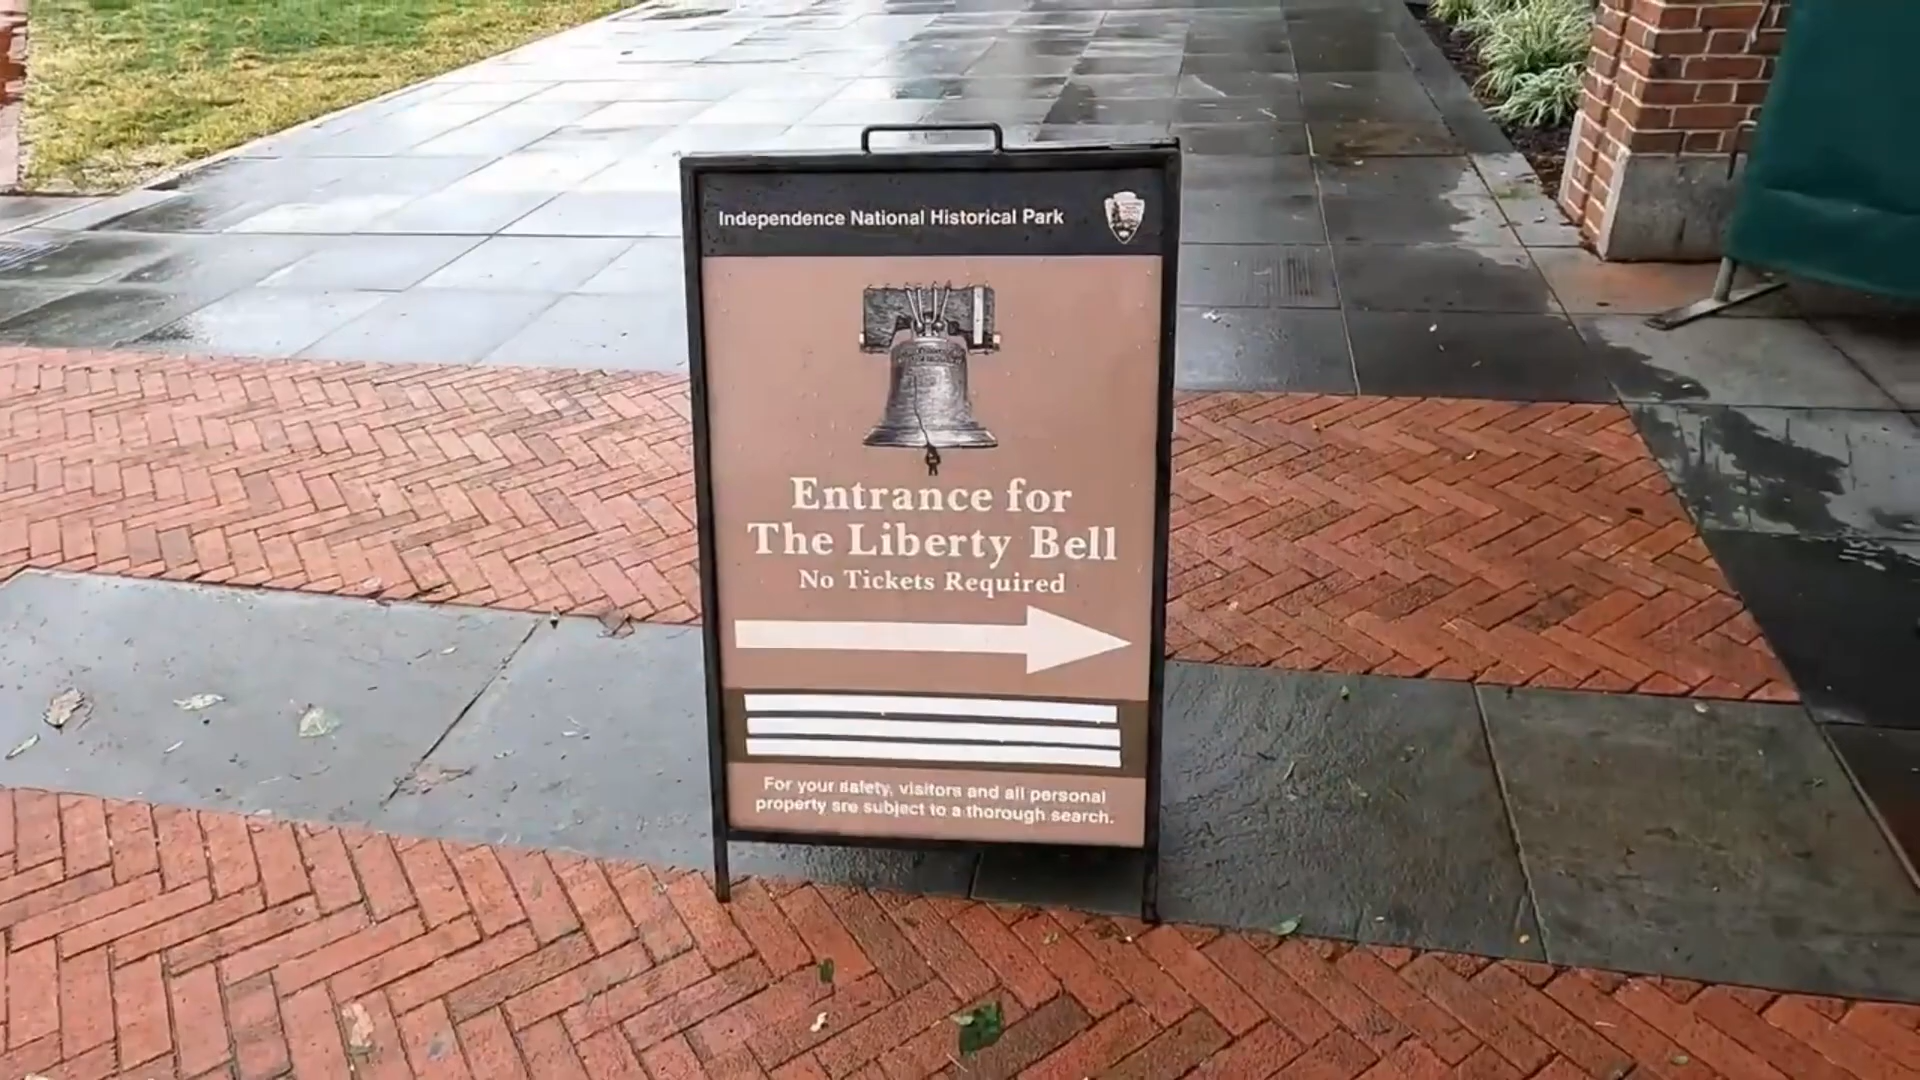 Independence National Historical Park
Entrance for
The Liberty Bell
No Tickets Required
For your safety, visitors and all personal
property are subject to a thorough search.